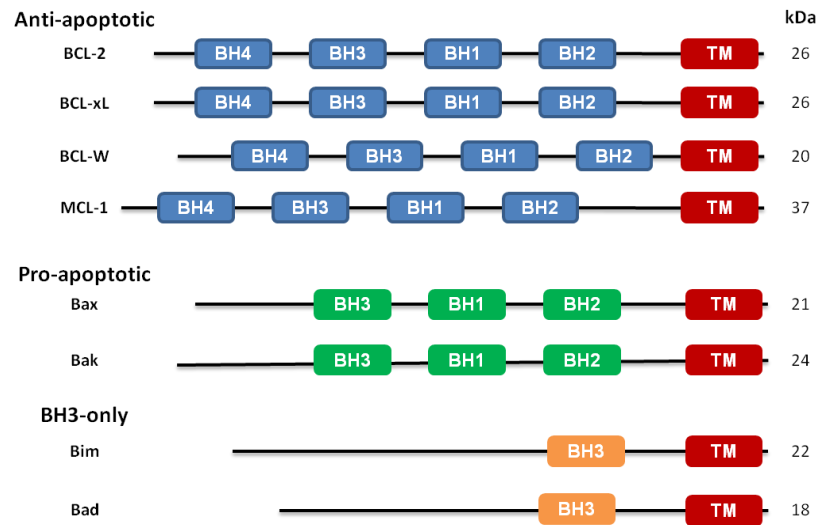 Anti-apoptotic kDa
BCL-2 BH4 BH3 BH1 BH2 TM 26
BCL-xL BH4 BH3 BH1 BH2 TM 26
BCL-W BH4 BH3 BH1 BH2 TM 20
MCL-1 BH4 BH3 BH1 BH2 TM 37
Pro-apoptotic
Bax BH3 BH1 BH2 TM 21
Bak BH3 BH1 BH2 TM 24
BH3-only
Bim BH3 TM 22
Bad BH3 TM 18